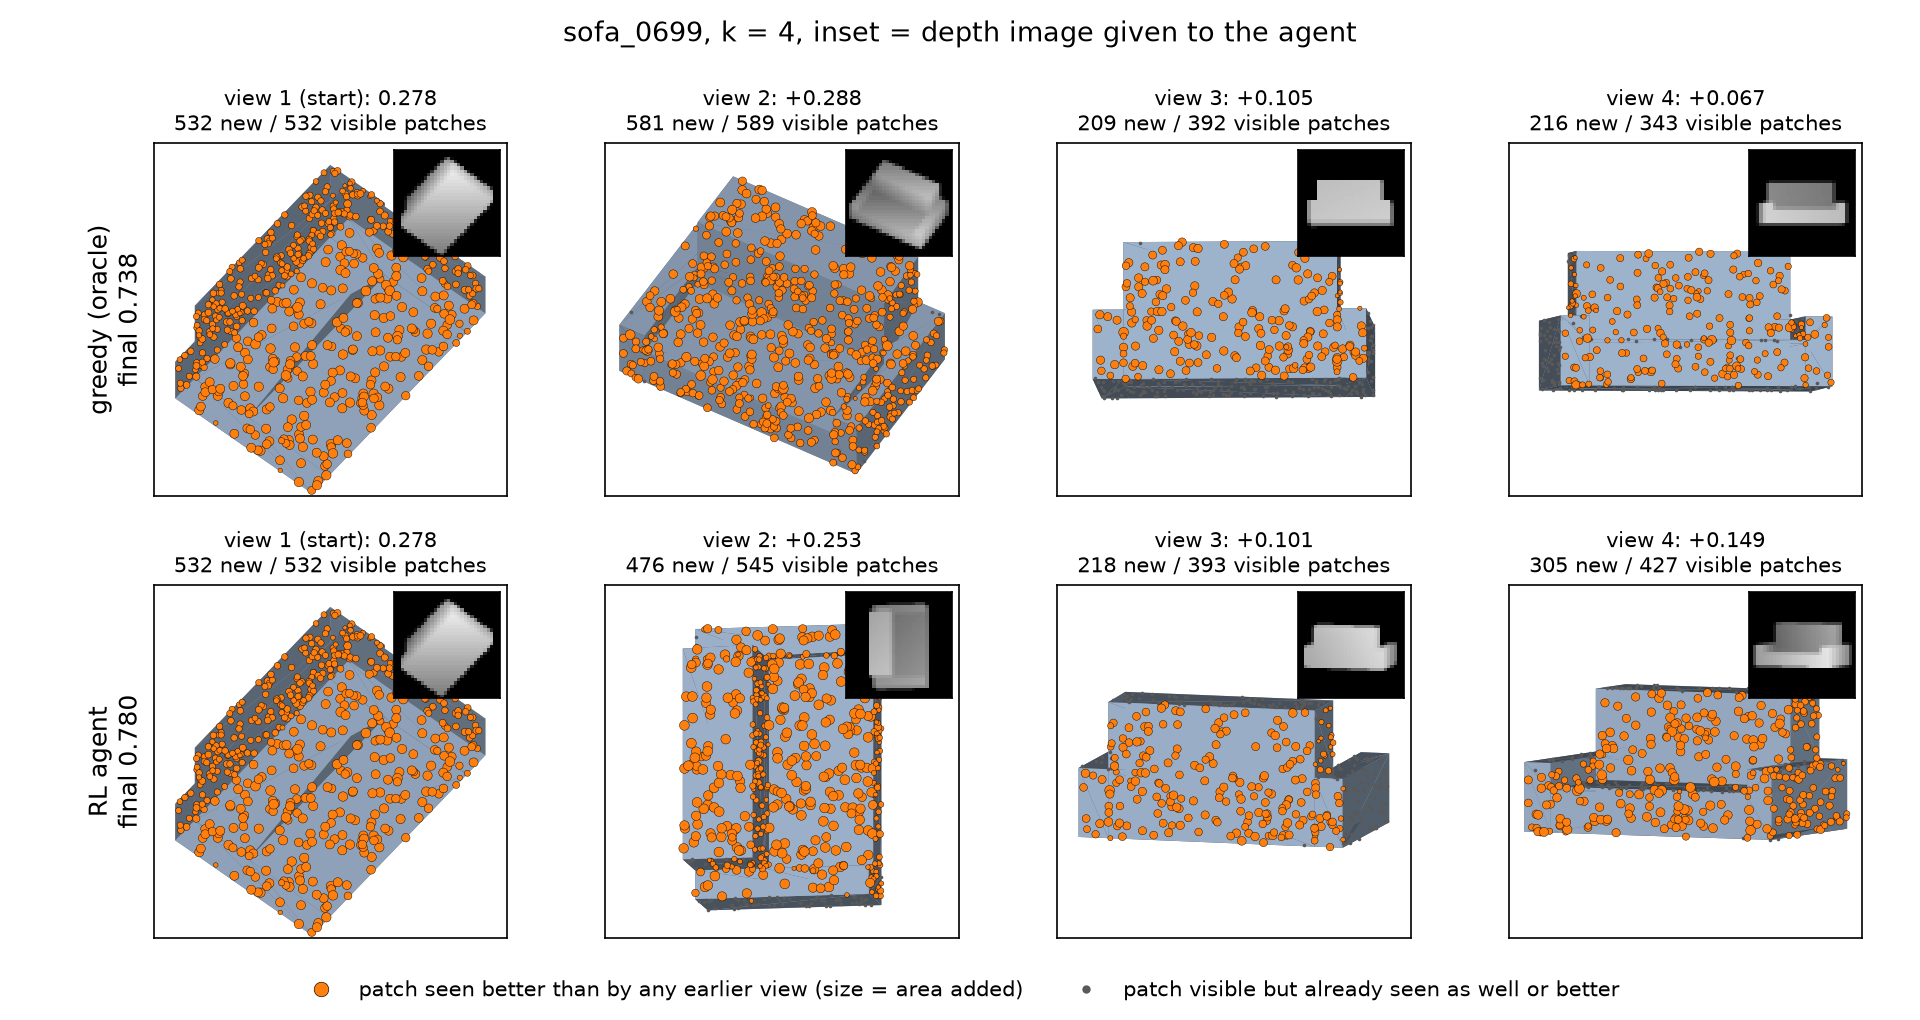 sofa_0699, k = 4, inset = depth image given to the agent
view 1 (start): 0.278
532 new / 532 visible patches
view 2: +0.288
581 new / 589 visible patches
view 3: +0.105
209 new / 392 visible patches
view 4: +0.067
216 new / 343 visible patches
greedy (oracle)
final 0.738
view 1 (start): 0.278
532 new / 532 visible patches
view 2: +0.253
476 new / 545 visible patches
view 3: +0.101
218 new / 393 visible patches
view 4: +0.149
305 new / 427 visible patches
RL agent
final 0.780
patch seen better than by any earlier view (size = area added)
patch visible but already seen as well or better